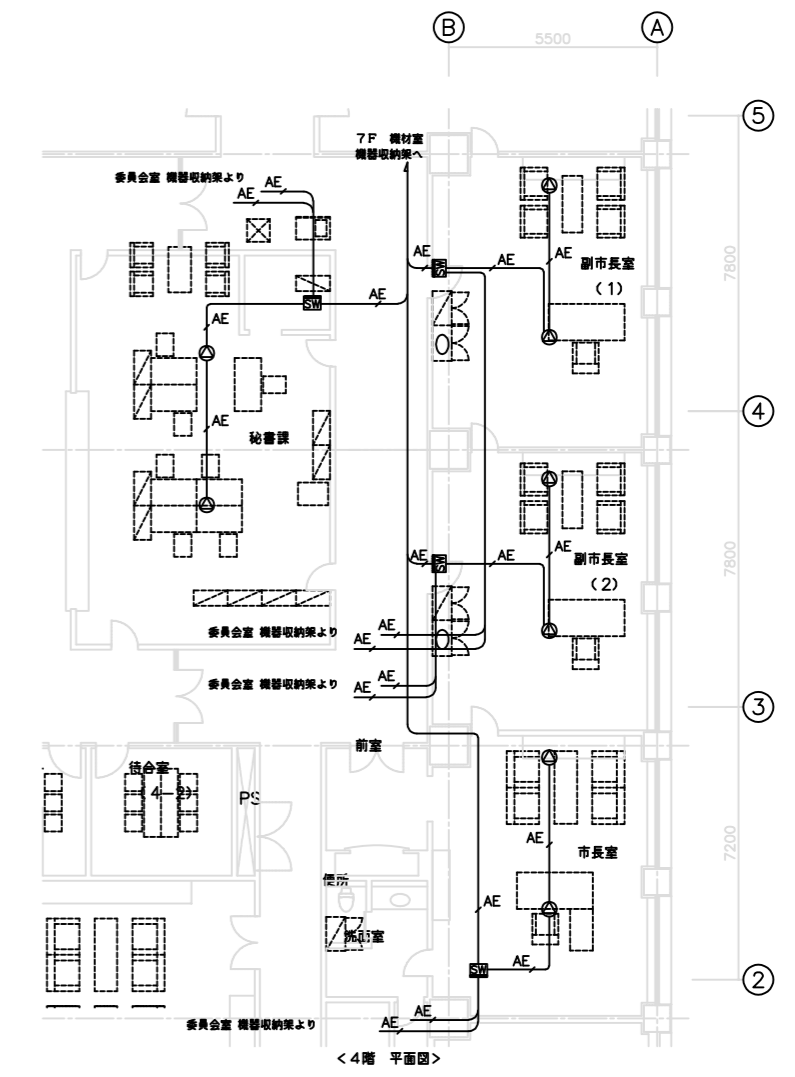 B
A
5500
5
7F 機材室
機器収納架へ
委員会室 機器収納架より
AE
AE
AE
AE
AE
副市長室
(1)
7800
SW
SW
AE
AE
4
AE
秘書課
AE
SW
AE
AE
副市長室
(2)
7800
委員会室 機器収納架より
AE
AE
委員会室 機器収納架より
AE
AE
3
前室
待合室
(4-2)
PS
AE
市長室
7200
便所
AE
洗面室
SW
AE
2
委員会室 機器収納架より
AE
AE
<4階 平面図>